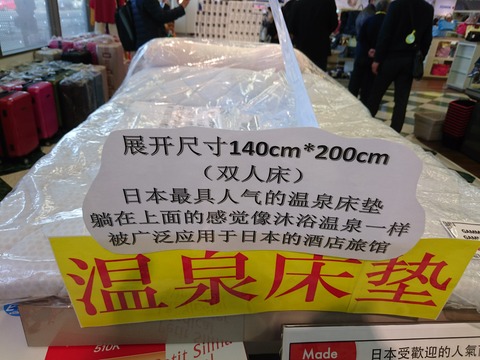 展开尺寸140cm*200cm
（双人床）
日本最具人气的温泉床垫
躺在上面的感觉像沐浴温泉一样
被广泛应用于日本的酒店旅馆
温泉床垫
Made
日本受歡迎的人氣